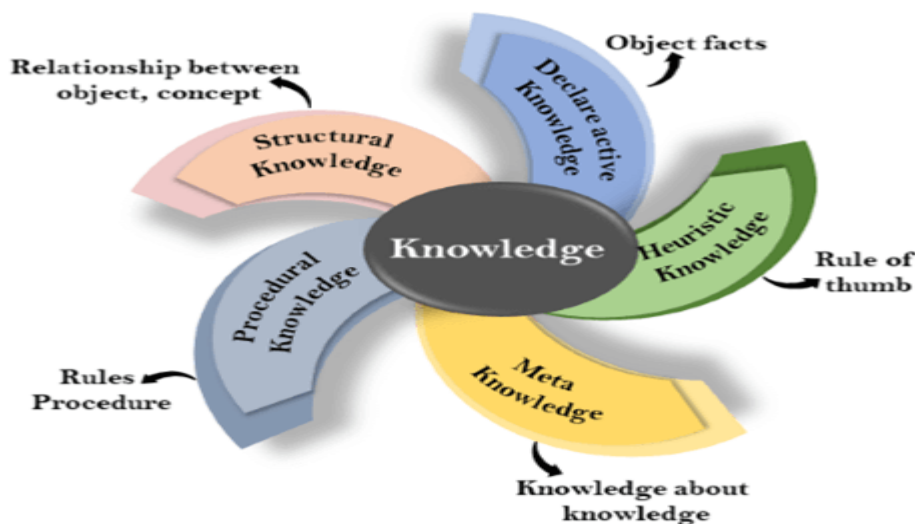 Object facts
Declare active
Knowledge
Relationship between
object, concept
Structural
Knowledge
Knowledge
Heuristic
Knowledge
Rule of
thumb
Procedural
Knowledge
Rules
Procedure
Meta
Knowledge
Knowledge about
knowledge